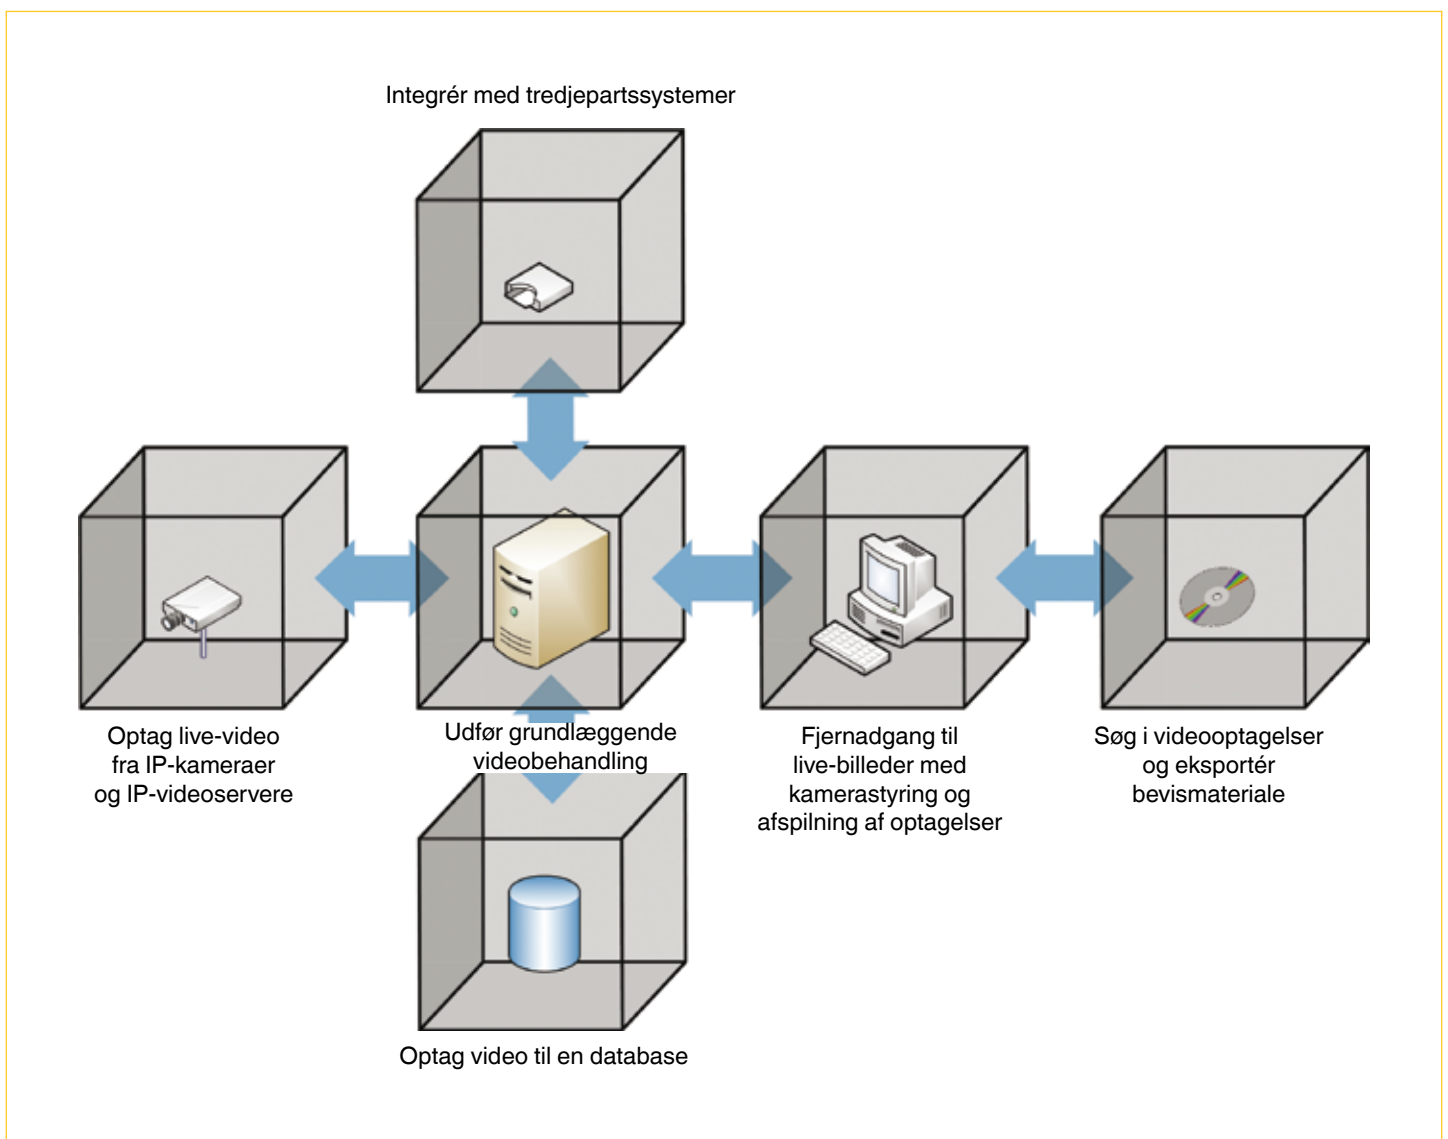 Integrér med tredjepartssystemer
Optag live-video
fra IP-kameraer
og IP-videoservere
Udfør grundlæggende
videobehandling
Fjernadgang til
live-billeder med
kamerastyring og
afspilning af optagelser
Søg i videooptagelser
og eksportér
bevismateriale
Optag video til en database